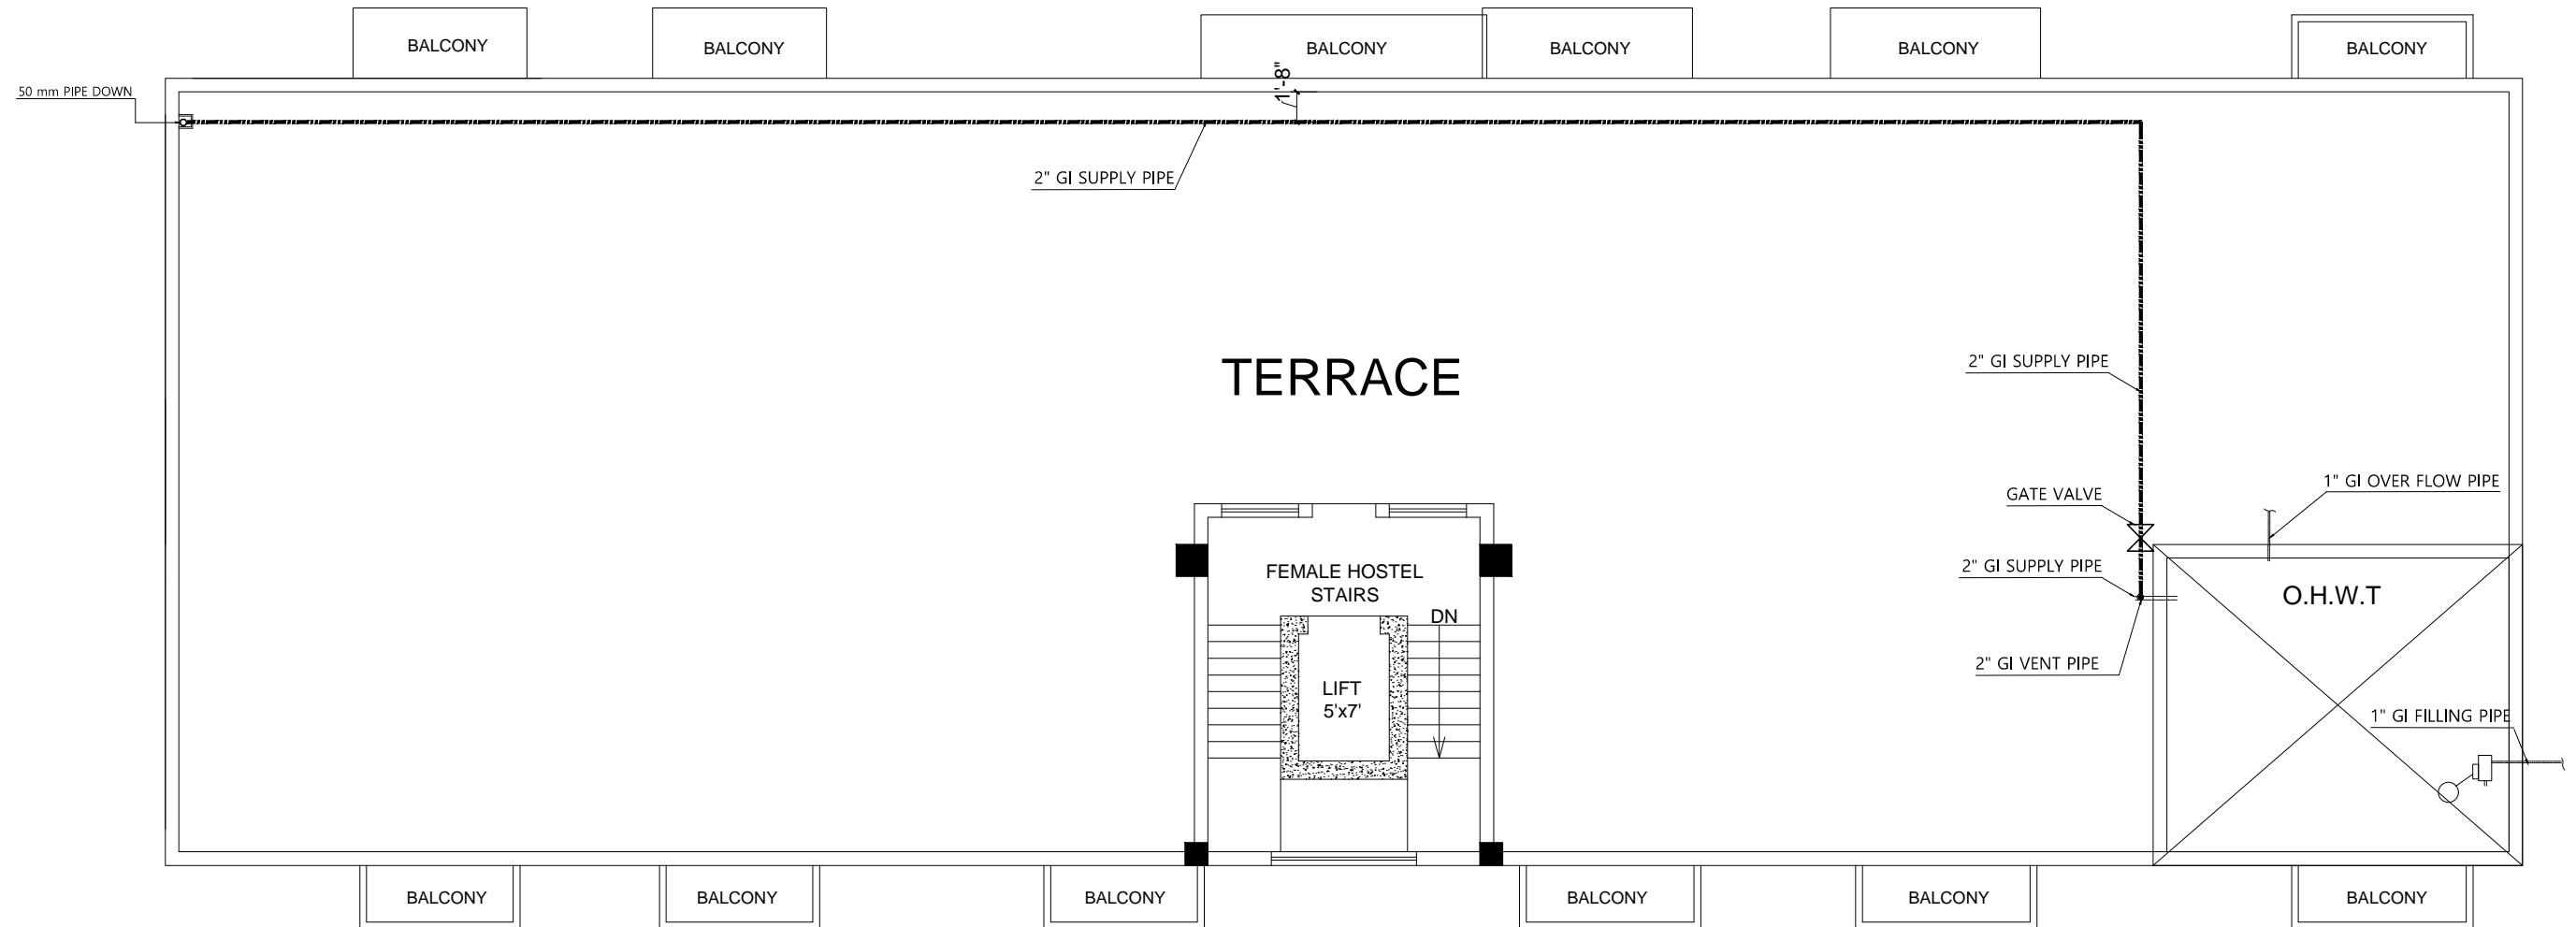 BALCONY
BALCONY
BALCONY
BALCONY
BALCONY
BALCONY
50 mm PIPE DOWN
1'-8"
2" GI SUPPLY PIPE
TERRACE
2" GI SUPPLY PIPE
1" GI OVER FLOW PIPE
GATE VALVE
FEMALE HOSTEL
STAIRS
2" GI SUPPLY PIPE
O.H.W.T
DN
2" GI VENT PIPE
LIFT
5'x7'
1" GI FILLING PIPE
BALCONY
BALCONY
BALCONY
BALCONY
BALCONY
BALCONY